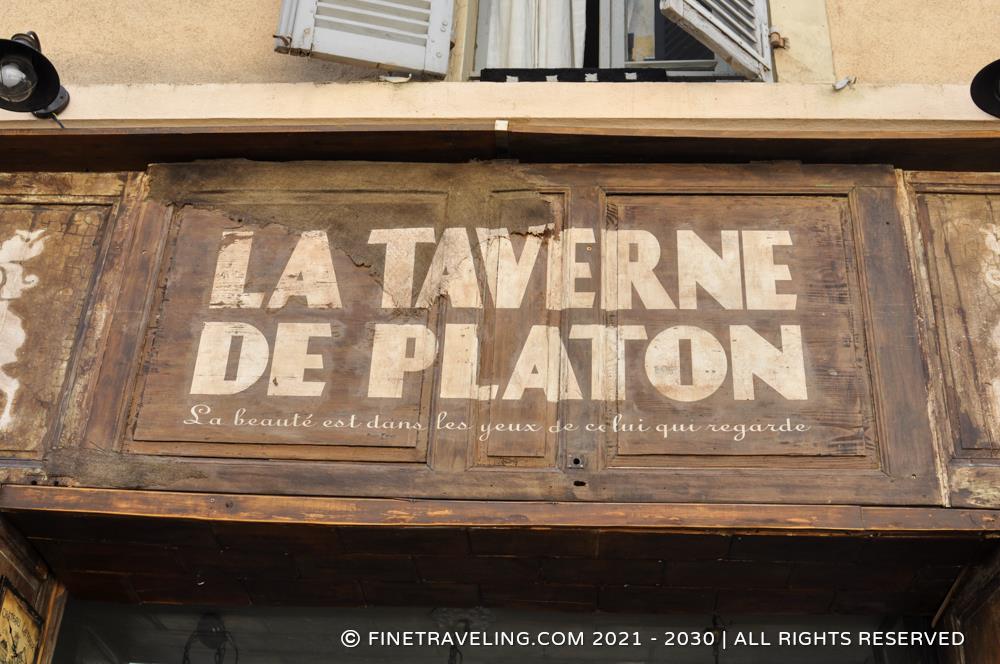 LA TAVERNE
DE PLATON
La beauté est dans les yeux de celui qui regarde
© FINETRAVELING.COM 2021 - 2030 | ALL RIGHTS RESERVED